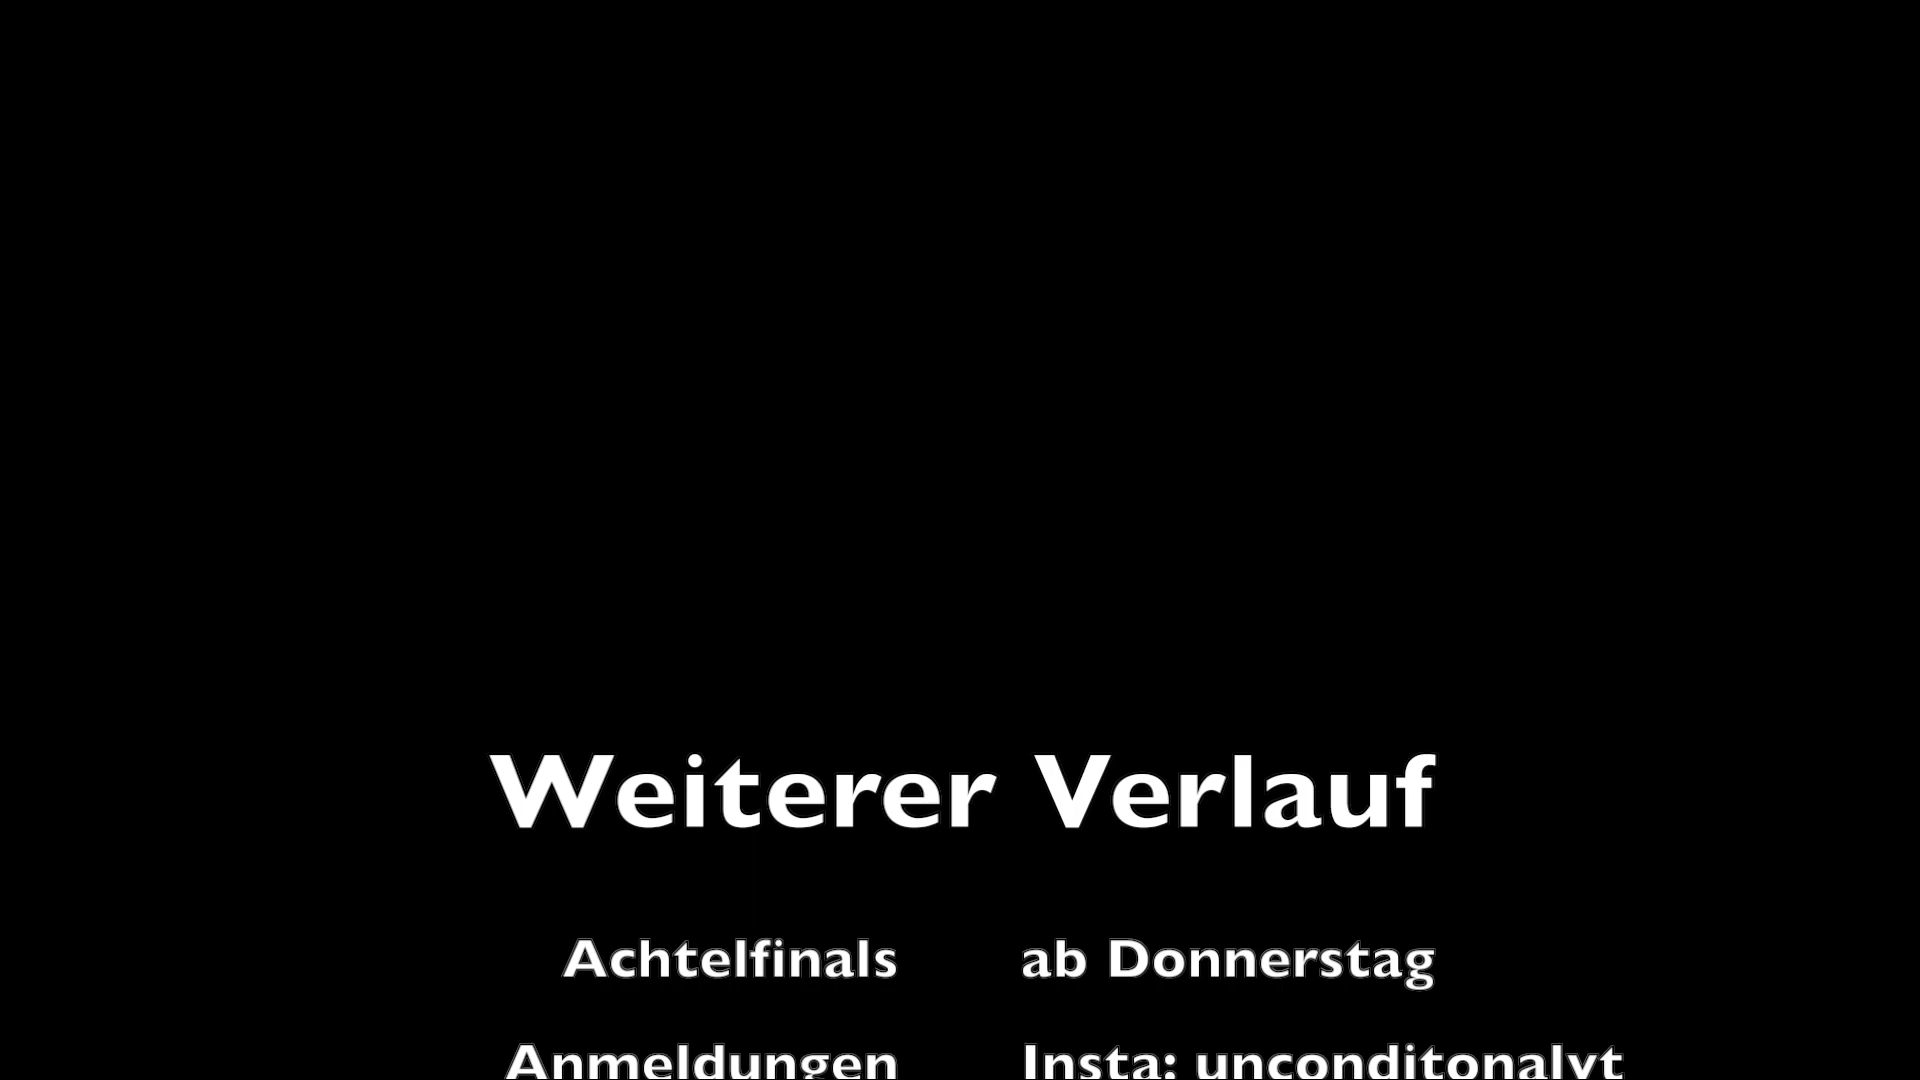 Weiterer Verlauf
Achtelfinals ab Donnerstag
Anmeldungen Insta: unconditonalyt